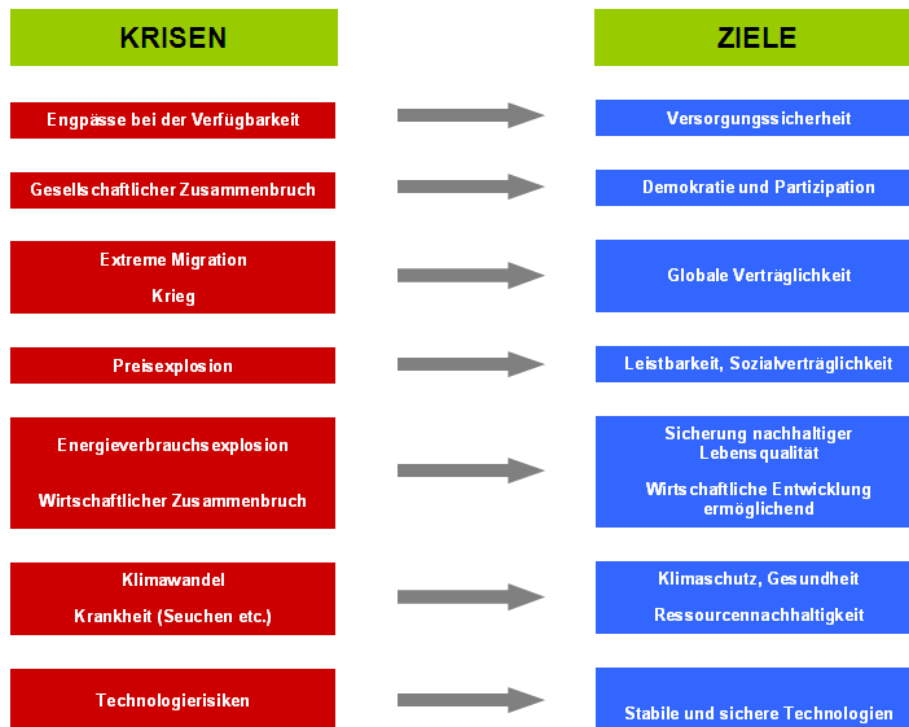 KRISEN
ZIELE
Engpässe bei der Verfügbarkeit
Versorgungssicherheit
Gesellschaftlicher Zusammenbruch
Demokratie und Partizipation
Extreme Migration
Krieg
Globale Verträglichkeit
Preisexplosion
Leistbarkeit, Sozialverträglichkeit
Energieverbrauchsexplosion
Wirtschaftlicher Zusammenbruch
Sicherung nachhaltiger
Lebensqualität
Wirtschaftliche Entwicklung
ermöglichend
Klimawandel
Krankheit (Seuchen etc.)
Klimaschutz, Gesundheit
Ressourcennachhaltigkeit
Technologierisiken
Stabile und sichere Technologien